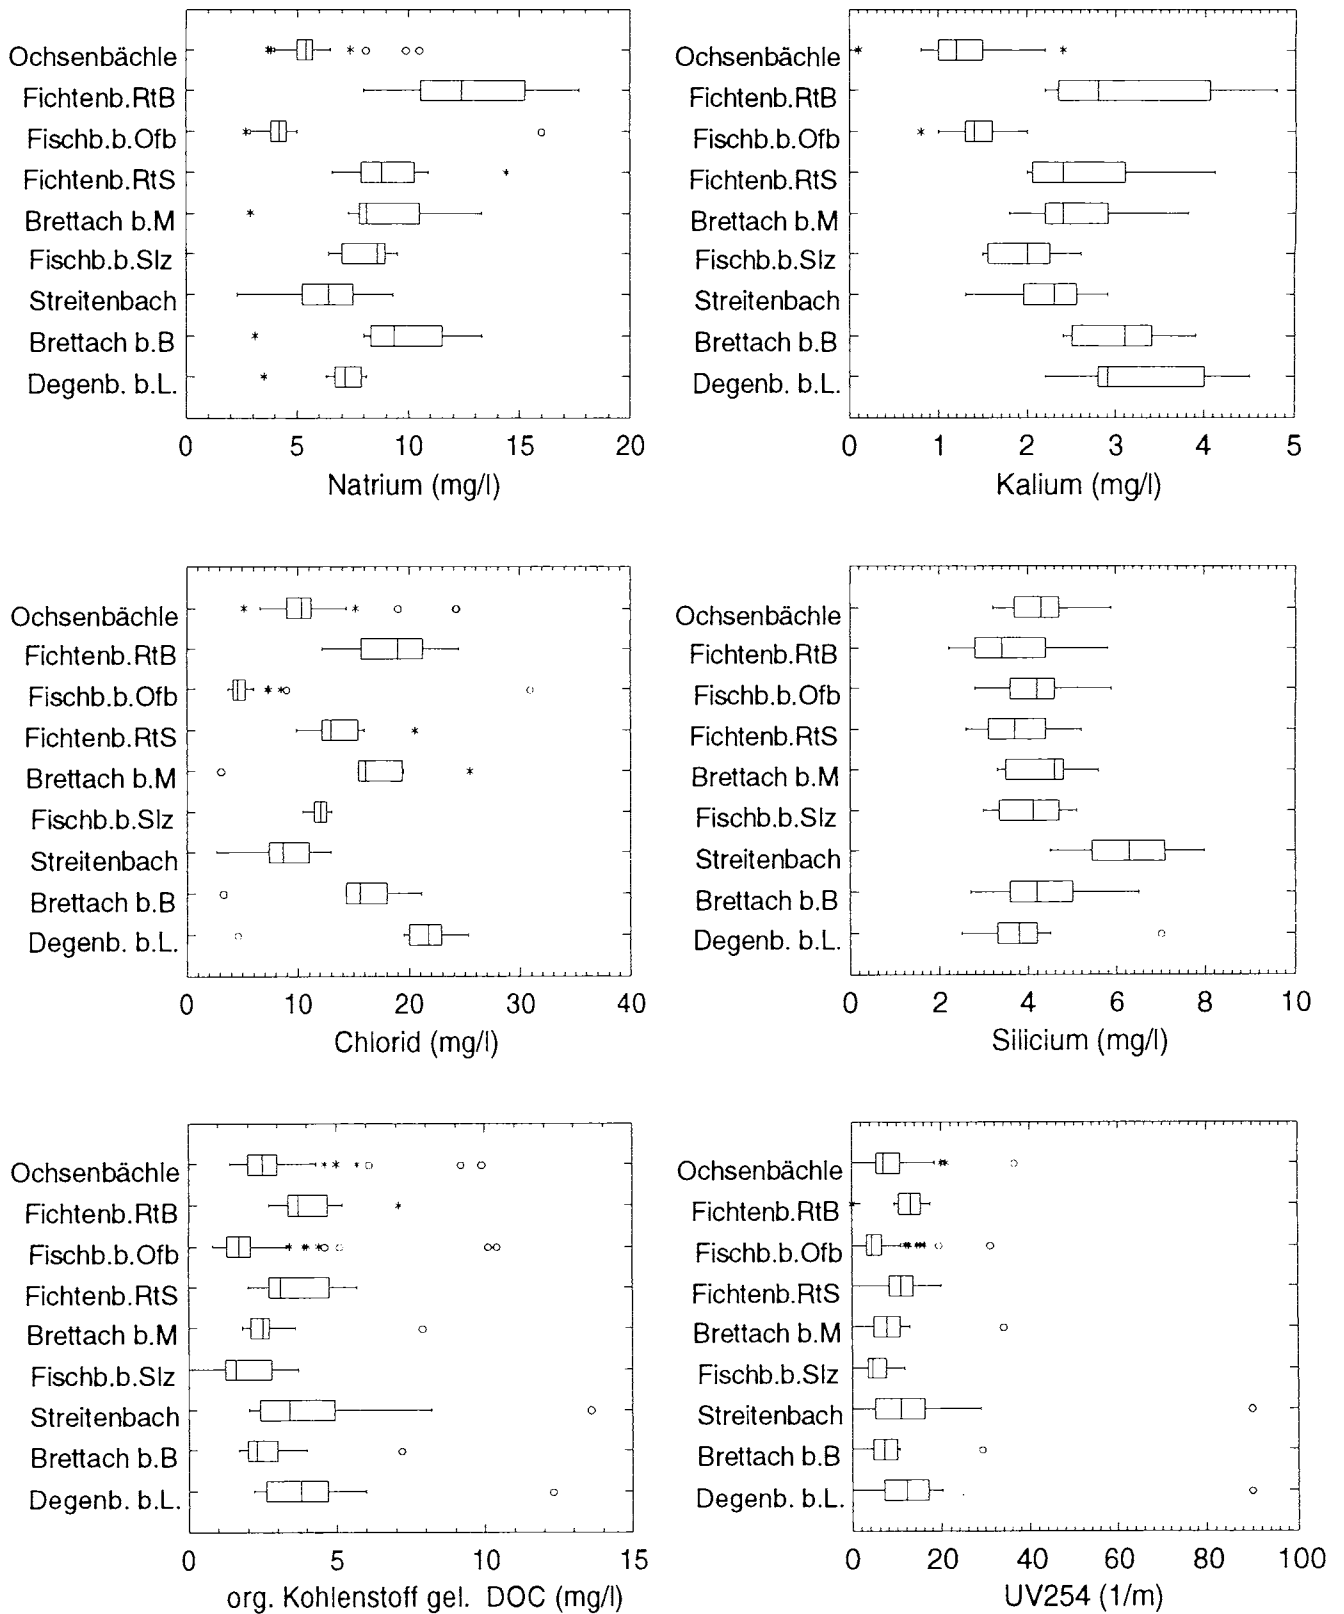 Ochsenbächle
Fichtenb.RtB
Fischb.b.Ofb
Fichtenb.RtS
Brettach b.M
Fischb.b.Slz
Streitenbach
Brettach b.B
Degenb. b.L.
0 5 10 15 20
Natrium (mg/l)
Ochsenbächle
Fichtenb.RtB
Fischb.b.Ofb
Fichtenb.RtS
Brettach b.M
Fischb.b.Slz
Streitenbach
Brettach b.B
Degenb. b.L.
0 1 2 3 4 5
Kalium (mg/l)
Ochsenbächle
Fichtenb.RtB
Fischb.b.Ofb
Fichtenb.RtS
Brettach b.M
Fischb.b.Slz
Streitenbach
Brettach b.B
Degenb. b.L.
0 10 20 30 40
Chlorid (mg/l)
Ochsenbächle
Fichtenb.RtB
Fischb.b.Ofb
Fichtenb.RtS
Brettach b.M
Fischb.b.Slz
Streitenbach
Brettach b.B
Degenb. b.L.
0 2 4 6 8 10
Silicium (mg/l)
Ochsenbächle
Fichtenb.RtB
Fischb.b.Ofb
Fichtenb.RtS
Brettach b.M
Fischb.b.Slz
Streitenbach
Brettach b.B
Degenb. b.L.
0 5 10 15
org. Kohlenstoff gel. DOC (mg/l)
Ochsenbächle
Fichtenb.RtB
Fischb.b.Ofb
Fichtenb.RtS
Brettach b.M
Fischb.b.Slz
Streitenbach
Brettach b.B
Degenb. b.L.
0 20 40 60 80 100
UV254 (1/m)